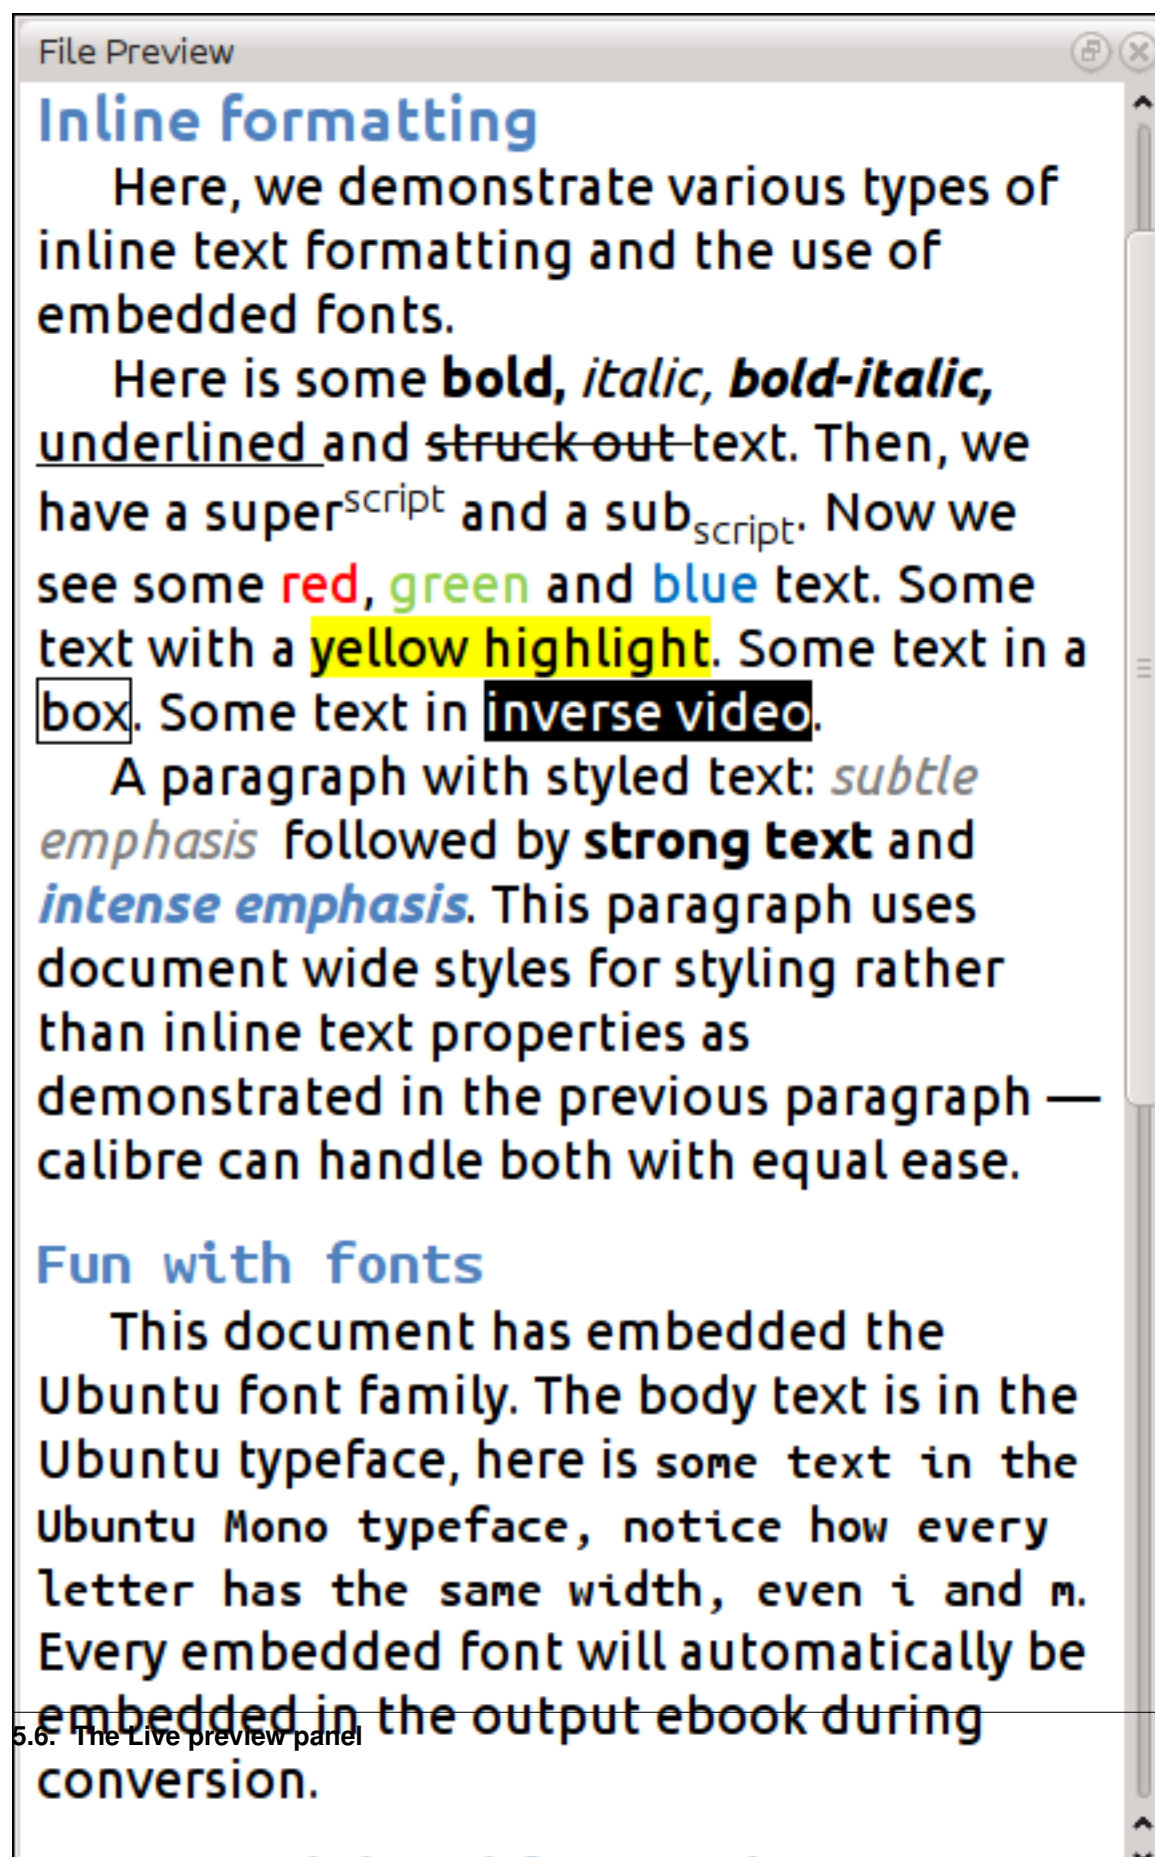 File Preview
Inline formatting
Here, we demonstrate various types of
inline text formatting and the use of
embedded fonts.
Here is some bold, italic, bold-italic,
underlined and struck out text. Then, we
have a superscript and a subscript. Now we
see some red, green and blue text. Some
text with a yellow highlight. Some text in a
box. Some text in inverse video.
A paragraph with styled text: subtle
emphasis followed by strong text and
intense emphasis. This paragraph uses
document wide styles for styling rather
than inline text properties as
demonstrated in the previous paragraph —
calibre can handle both with equal ease.
Fun with fonts
This document has embedded the
Ubuntu font family. The body text is in the
Ubuntu typeface, here is some text in the
Ubuntu Mono typeface, notice how every
letter has the same width, even i and m.
Every embedded font will automatically be
embedded in the output ebook during
5.6. The Live preview panel
conversion.